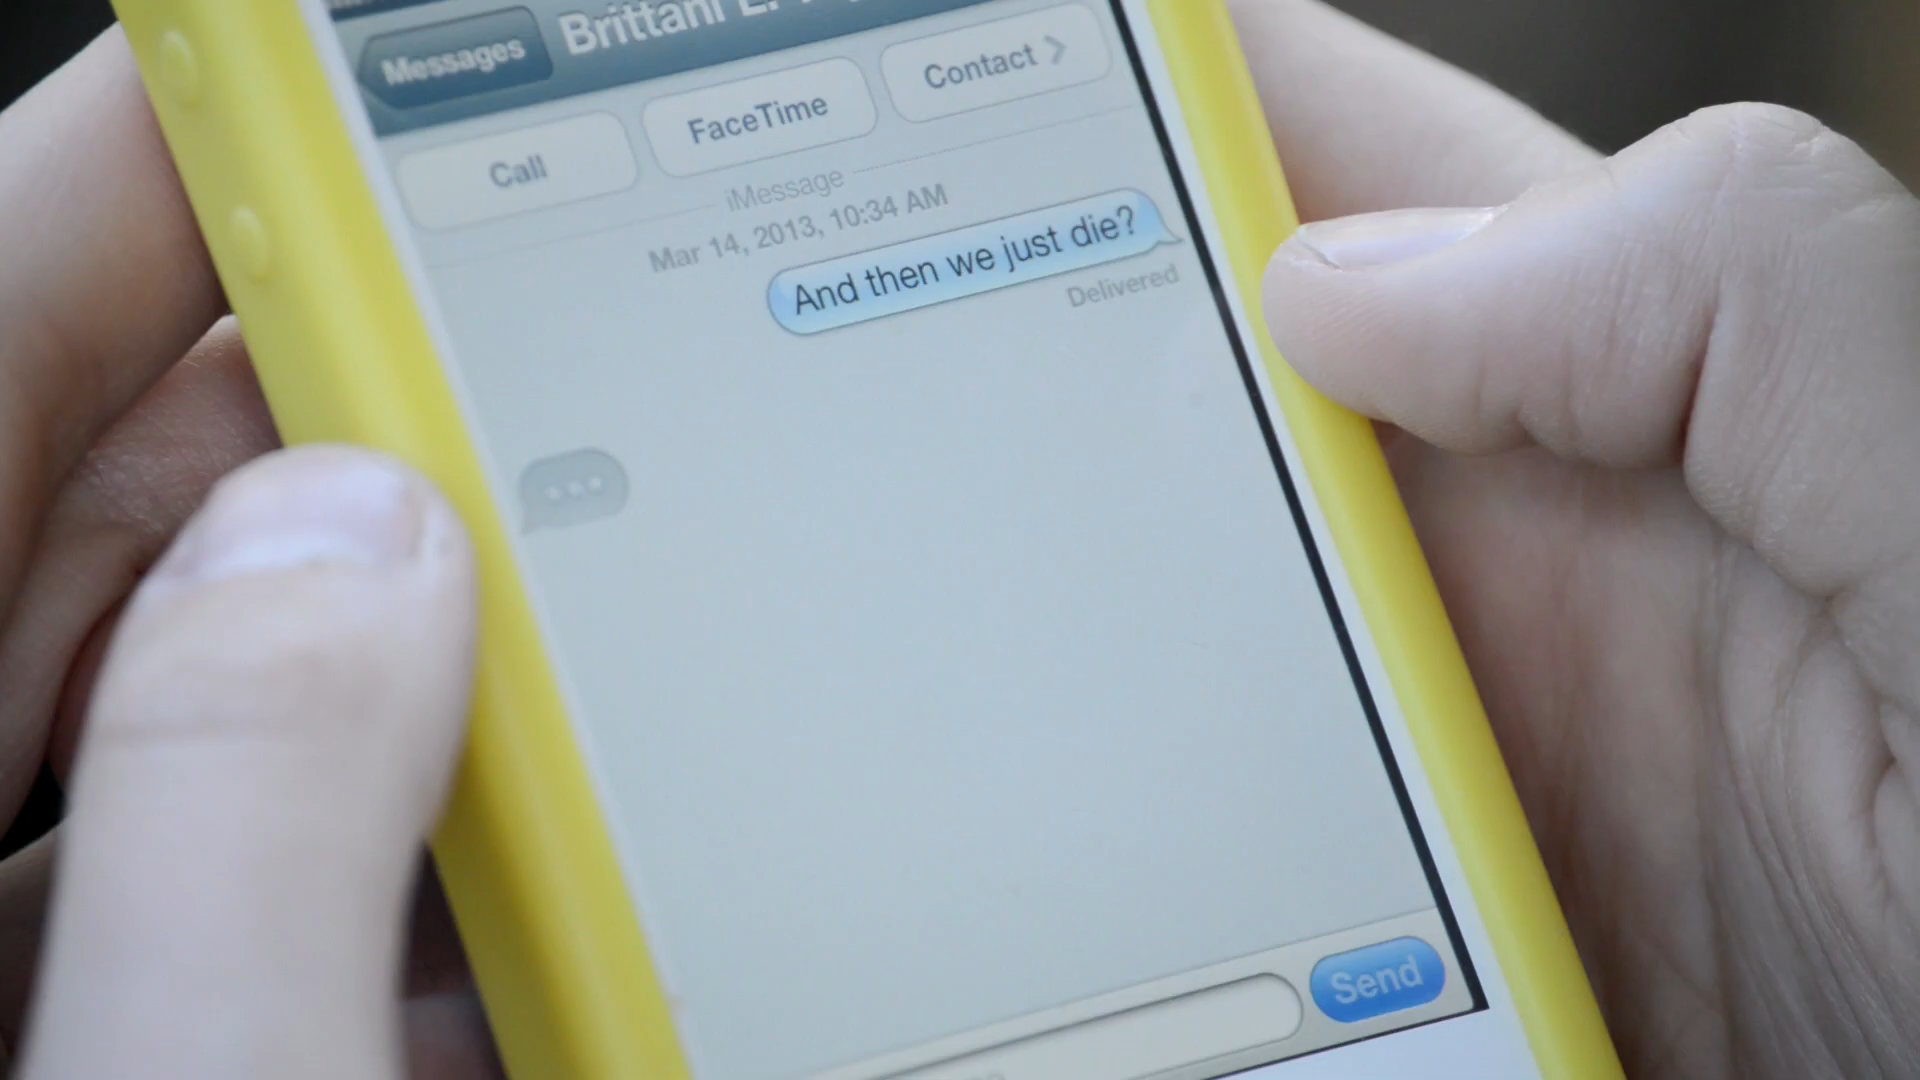 Messages
Brittani
Call
FaceTime
Contact
iMessage
Mar 14, 2013, 10:34 AM
And then we just die?
Delivered
Send